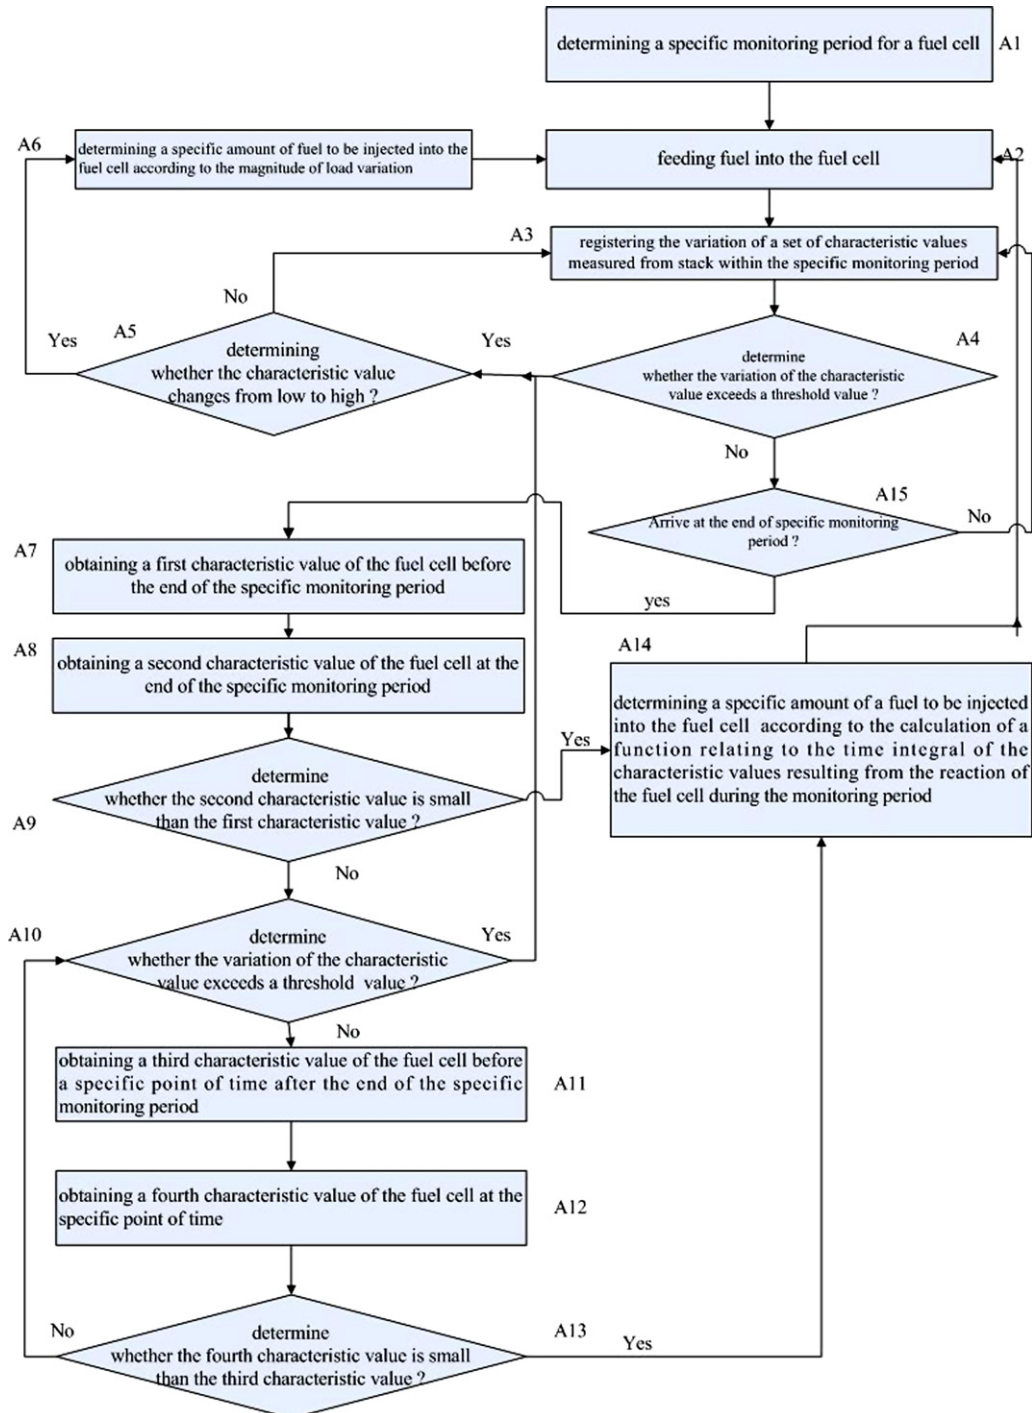 determining a specific monitoring period for a fuel cell
A1
A6
determining a specific amount of fuel to be injected into the
fuel cell according to the magnitude of load variation
feeding fuel into the fuel cell
A2
A3
registering the variation of a set of characteristic values
measured from stack within the specific monitoring period
No
Yes
A5
determining
whether the characteristic value
changes from low to high ?
Yes
A4
determine
whether the variation of the characteristic
value exceeds a threshold value ?
No
A15
Arrive at the end of specific monitoring
period ?
No
yes
A7
obtaining a first characteristic value of the fuel cell before
the end of the specific monitoring period
A8
obtaining a second characteristic value of the fuel cell at the
end of the specific monitoring period
A14
determining a specific amount of a fuel to be injected
into the fuel cell according to the calculation of a
function relating to the time integral of the
characteristic values resulting from the reaction of
the fuel cell during the monitoring period
Yes
determine
whether the second characteristic value is small
than the first characteristic value ?
A9
No
A10
determine
whether the variation of the characteristic
value exceeds a threshold value ?
Yes
No
obtaining a third characteristic value of the fuel cell before
a specific point of time after the end of the specific
monitoring period
A11
obtaining a fourth characteristic value of the fuel cell at the
specific point of time
A12
No
determine
whether the fourth characteristic value is small
than the third characteristic value ?
A13
Yes